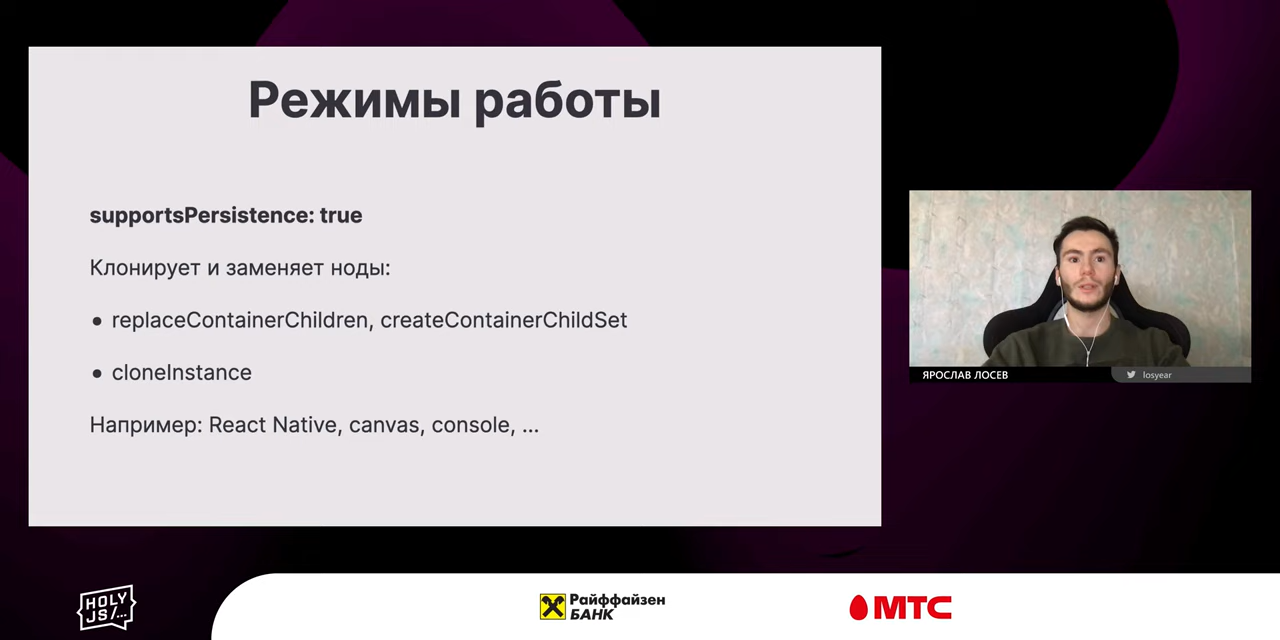 Режимы работы
supportsPersistence: true
Клонирует и заменяет ноды:
• replaceContainerChildren, createContainerChildSet
• cloneInstance
Например: React Native, canvas, console, ...
ЯРОСЛАВ ЛОСЕВ
losyear
HOLY
JS/...
Райффайзен
БАНК
МТС